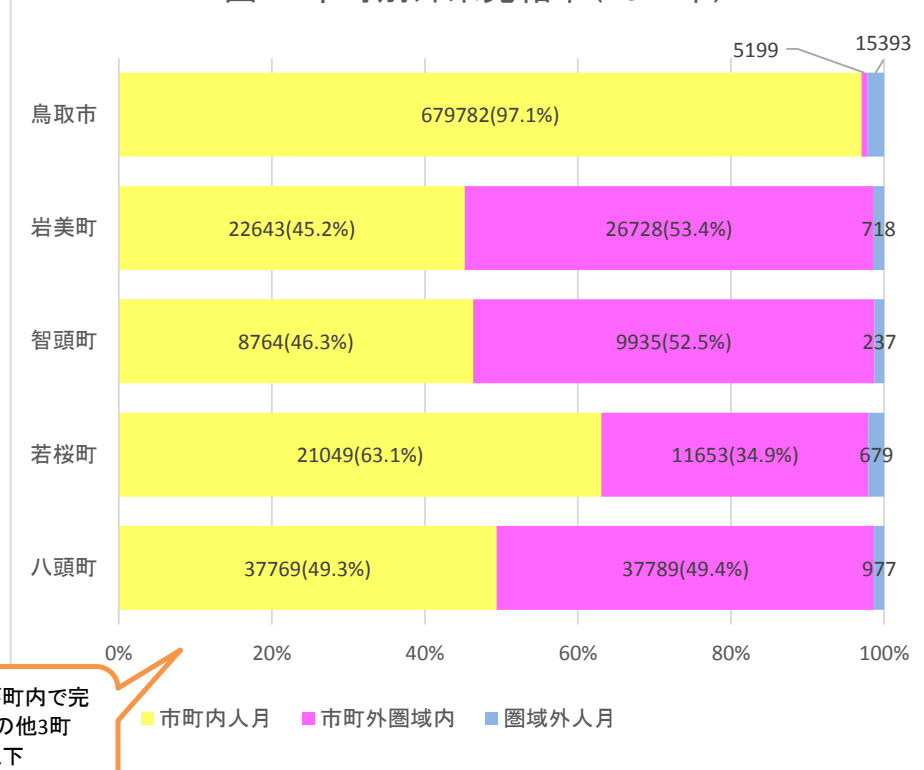 5199
15393
鳥取市
679782(97.1%)
岩美町
22643(45.2%)
26728(53.4%)
718
智頭町
8764(46.3%)
9935(52.5%)
237
若桜町
21049(63.1%)
11653(34.9%)
679
八頭町
37769(49.3%)
37789(49.4%)
977
0%
20%
40%
60%
80%
100%
市町内人月
市町外圏域内
圏域外人月
町内で完
の他3町
下